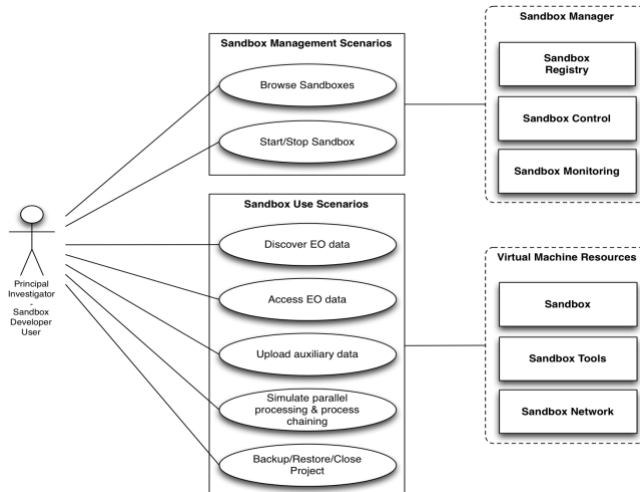 Sandbox Manager
Sandbox
Registry
Sandbox Control
Sandbox Monitoring
Sandbox Management Scenarios
Browse Sandboxes
Start/Stop Sandbox
Sandbox Use Scenarios
Discover EO data
Access EO data
Upload auxiliary data
Simulate parallel
processing & process
chaining
Backup/Restore/Close
Project
Principal
Investigator
-
Sandbox
Developer
User
Virtual Machine Resources
Sandbox
Sandbox Tools
Sandbox Network